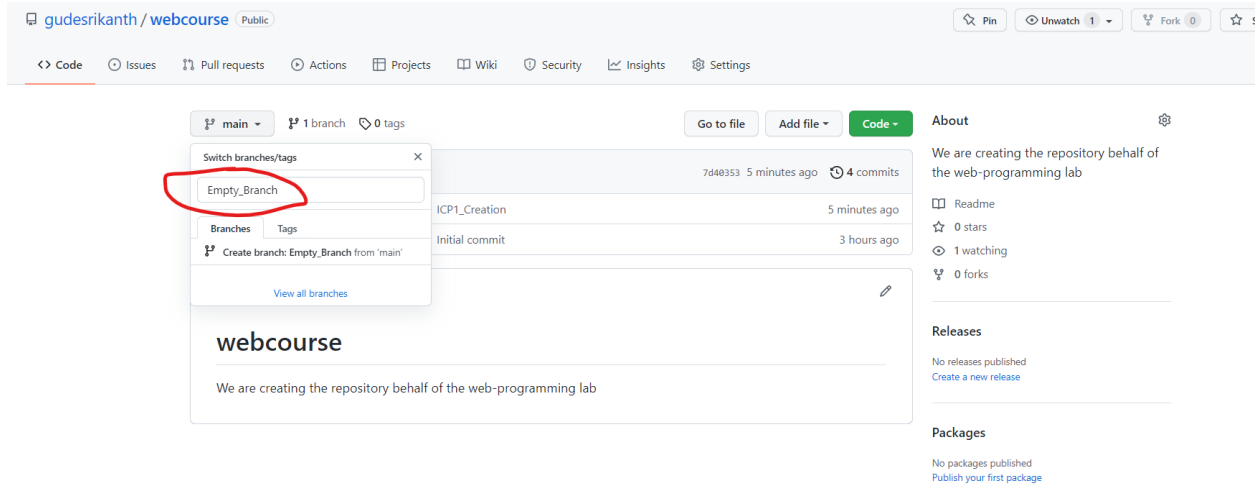 gudesrikanth / webcourse Public
Pin Unwatch 1 Fork 0
Code Issues Pull requests Actions Projects Wiki Security Insights Settings
main 1 branch 0 tags Go to file Add file Code
Switch branches/tags
Empty_Branch
Branches Tags
Create branch: Empty_Branch from 'main'
View all branches
7d40353 5 minutes ago 4 commits
ICP1_Creation 5 minutes ago
Initial commit 3 hours ago
webcourse
We are creating the repository behalf of the web-programming lab
About
We are creating the repository behalf of
the web-programming lab
Readme
0 stars
1 watching
0 forks
Releases
No releases published
Create a new release
Packages
No packages published
Publish your first package